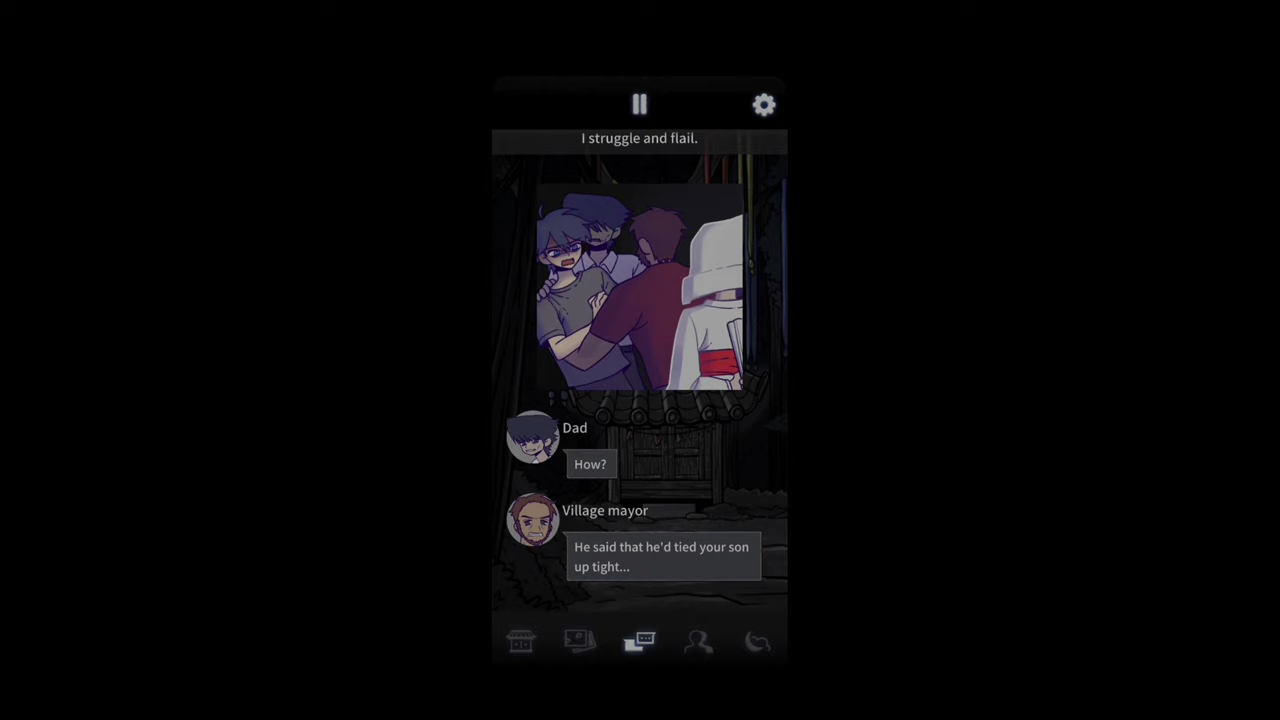 I struggle and flail.
Dad
How?
Village mayor
He said that he'd tied your son
up tight...